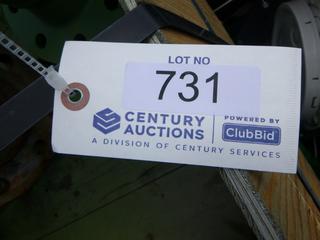 LOT NO
731
CENTURY
AUCTIONS
POWERED BY
ClubBid
A DIVISION OF CENTURY SERVICES